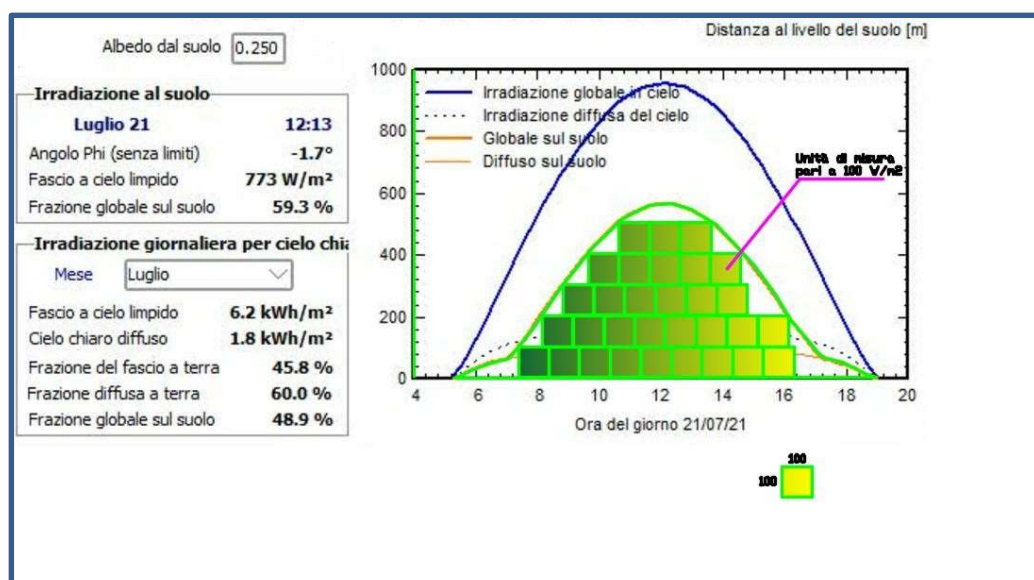 Albedo dal suolo 0.250
Irradiazione al suolo
Luglio 21 12:13
Angolo Phi (senza limiti) -1.7°
Fascio a cielo limpido 773 W/m²
Frazione globale sul suolo 59.3 %
Irradiazione giornaliera per cielo chia
Mese Luglio
Fascio a cielo limpido 6.2 kWh/m²
Cielo chiaro diffuso 1.8 kWh/m²
Frazione del fascio a terra 45.8 %
Frazione diffusa a terra 60.0 %
Frazione globale sul suolo 48.9 %
Distanza al livello del suolo [m]
1000
800
600
400
200
0
Irradiazione globale in cielo
Irradiazione diffusa del cielo
Globale sul suolo
Diffuso sul suolo
Unità di misura
pari a 100 W/m2
4 6 8 10 12 14 16 18 20
Ora del giorno 21/07/21
100
100